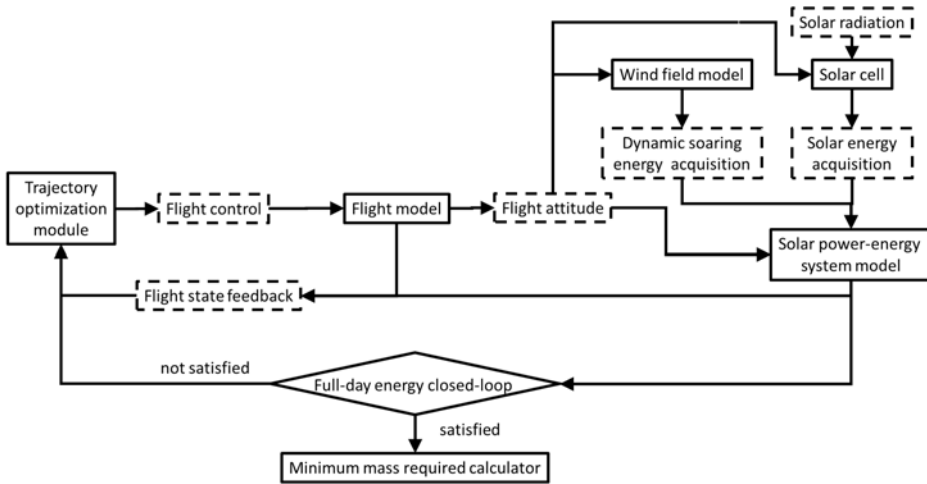 Solar radiation
Wind field model
Solar cell
Dynamic soaring
energy acquisition
Solar energy
acquisition
Trajectory
optimization
module
Flight control
Flight model
Flight attitude
Solar power-energy
system model
Flight state feedback
not satisfied
Full-day energy closed-loop
satisfied
Minimum mass required calculator